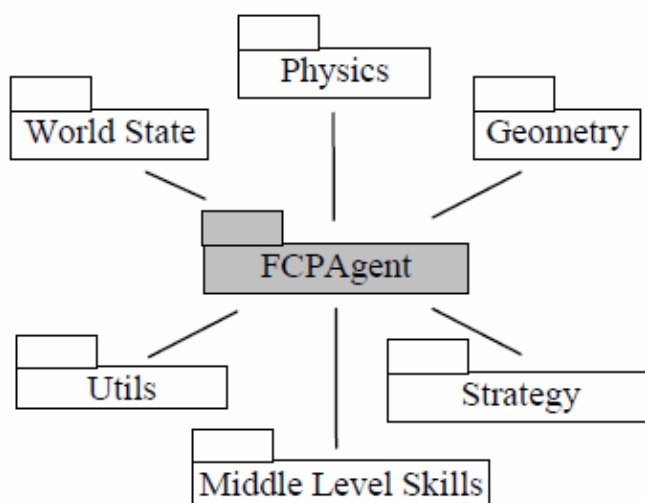 Physics
World State
Geometry
FCPAgent
Utils
Strategy
Middle Level Skills